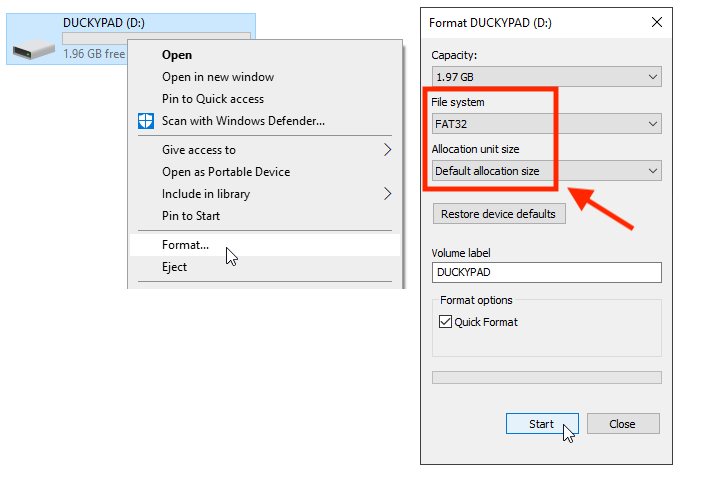 DUCKYPAD (D:)
1.96 GB free
Open
Open in new window
Pin to Quick access
Scan with Windows Defender...
Give access to
Open as Portable Device
Include in library
Pin to Start
Format...
Eject
Format DUCKYPAD (D:)
Capacity:
1.97 GB
File system
FAT32
Allocation unit size
Default allocation size
Restore device defaults
Volume label
DUCKYPAD
Format options
Quick Format
Start
Close